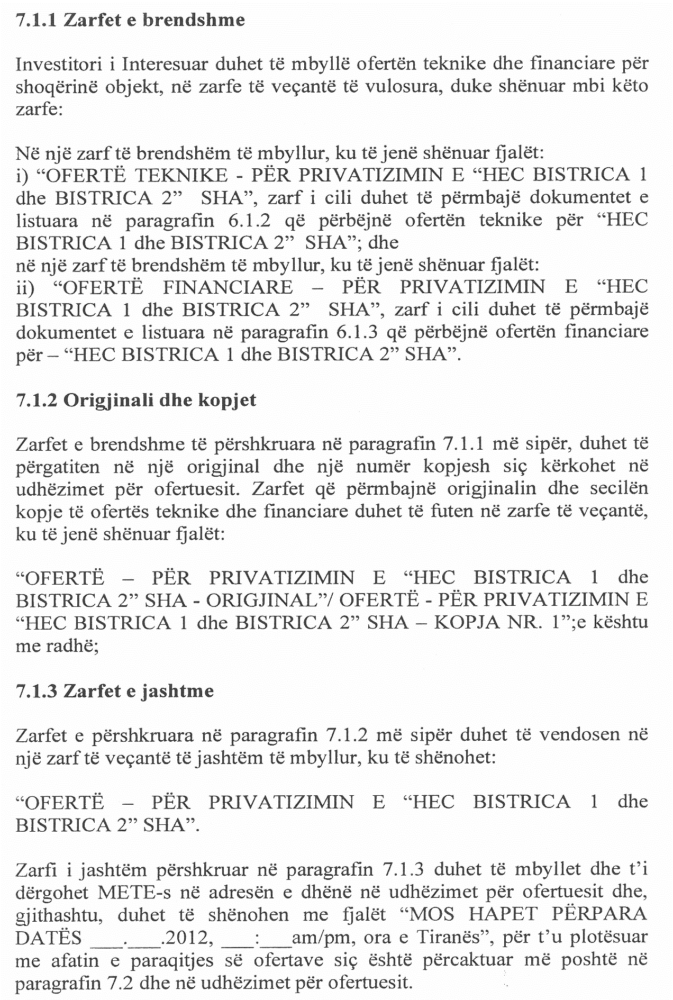 7.1.1 Zarfet e brendshme
Investitori i Interesuar duhet të mbyllë ofertën teknike dhe financiare për
shoqërinë objekt, në zarfe të veçantë të vulosura, duke shënuar mbi këto
zarfe:
Në një zarf të brendshëm të mbyllur, ku të jenë shënuar fjalët:
i) “OFERTË TEKNIKE - PËR PRIVATIZIMIN E “HEC BISTRICA 1
dhe BISTRICA 2” SHA”, zarf i cili duhet të përmbajë dokumentet e
listuara në paragrafin 6.1.2 që përbëjnë ofertën teknike për “HEC
BISTRICA 1 dhe BISTRICA 2” SHA”; dhe
në një zarf të brendshëm të mbyllur, ku të jenë shënuar fjalët:
ii) “OFERTË FINANCIARE – PËR PRIVATIZIMIN E “HEC
BISTRICA 1 dhe BISTRICA 2” SHA”, zarf i cili duhet të përmbajë
dokumentet e listuara në paragrafin 6.1.3 që përbëjnë ofertën financiare
për – “HEC BISTRICA 1 dhe BISTRICA 2” SHA”.
7.1.2 Origjinali dhe kopjet
Zarfet e brendshme të përshkruara në paragrafin 7.1.1 më sipër, duhet të
përgatiten në një origjinal dhe një numër kopjesh siç kërkohet në
udhëzimet për ofertuesit. Zarfet që përmbajnë origjinalin dhe secilën
kopje të ofertës teknike dhe financiare duhet të futen në zarfe të veçantë,
ku të jenë shënuar fjalët:
“OFERTË – PËR PRIVATIZIMIN E “HEC BISTRICA 1 dhe
BISTRICA 2” SHA - ORIGJINAL”/ OFERTË - PËR PRIVATIZIMIN E
“HEC BISTRICA 1 dhe BISTRICA 2” SHA – KOPJA NR. 1”;e kështu
me radhë;
7.1.3 Zarfet e jashtme
Zarfet e përshkruara në paragrafin 7.1.2 më sipër duhet të vendosen në
një zarf të veçantë të jashtëm të mbyllur, ku të shënohet:
“OFERTË – PËR PRIVATIZIMIN E “HEC BISTRICA 1 dhe
BISTRICA 2” SHA”.
Zarfi i jashtëm përshkruar në paragrafin 7.1.3 duhet të mbyllet dhe t’i
dërgohet METE-s në adresën e dhënë në udhëzimet për ofertuesit dhe,
gjithashtu, duhet të shënohen me fjalët “MOS HAPET PËRPARA
DATËS ___.___.2012, ___:___am/pm, ora e Tiranës”, për t’u plotësuar
me afatin e paraqitjes së ofertave siç është përcaktuar më poshtë në
paragrafin 7.2 dhe në udhëzimet për ofertuesit.